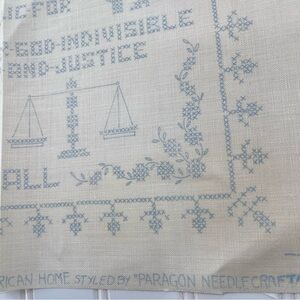 IC FOR
GOD-INDIVISIBLE
AND-JUSTICE
ALL
RICAN HOME STYLED BY "PARAGON NEEDLECRAFT